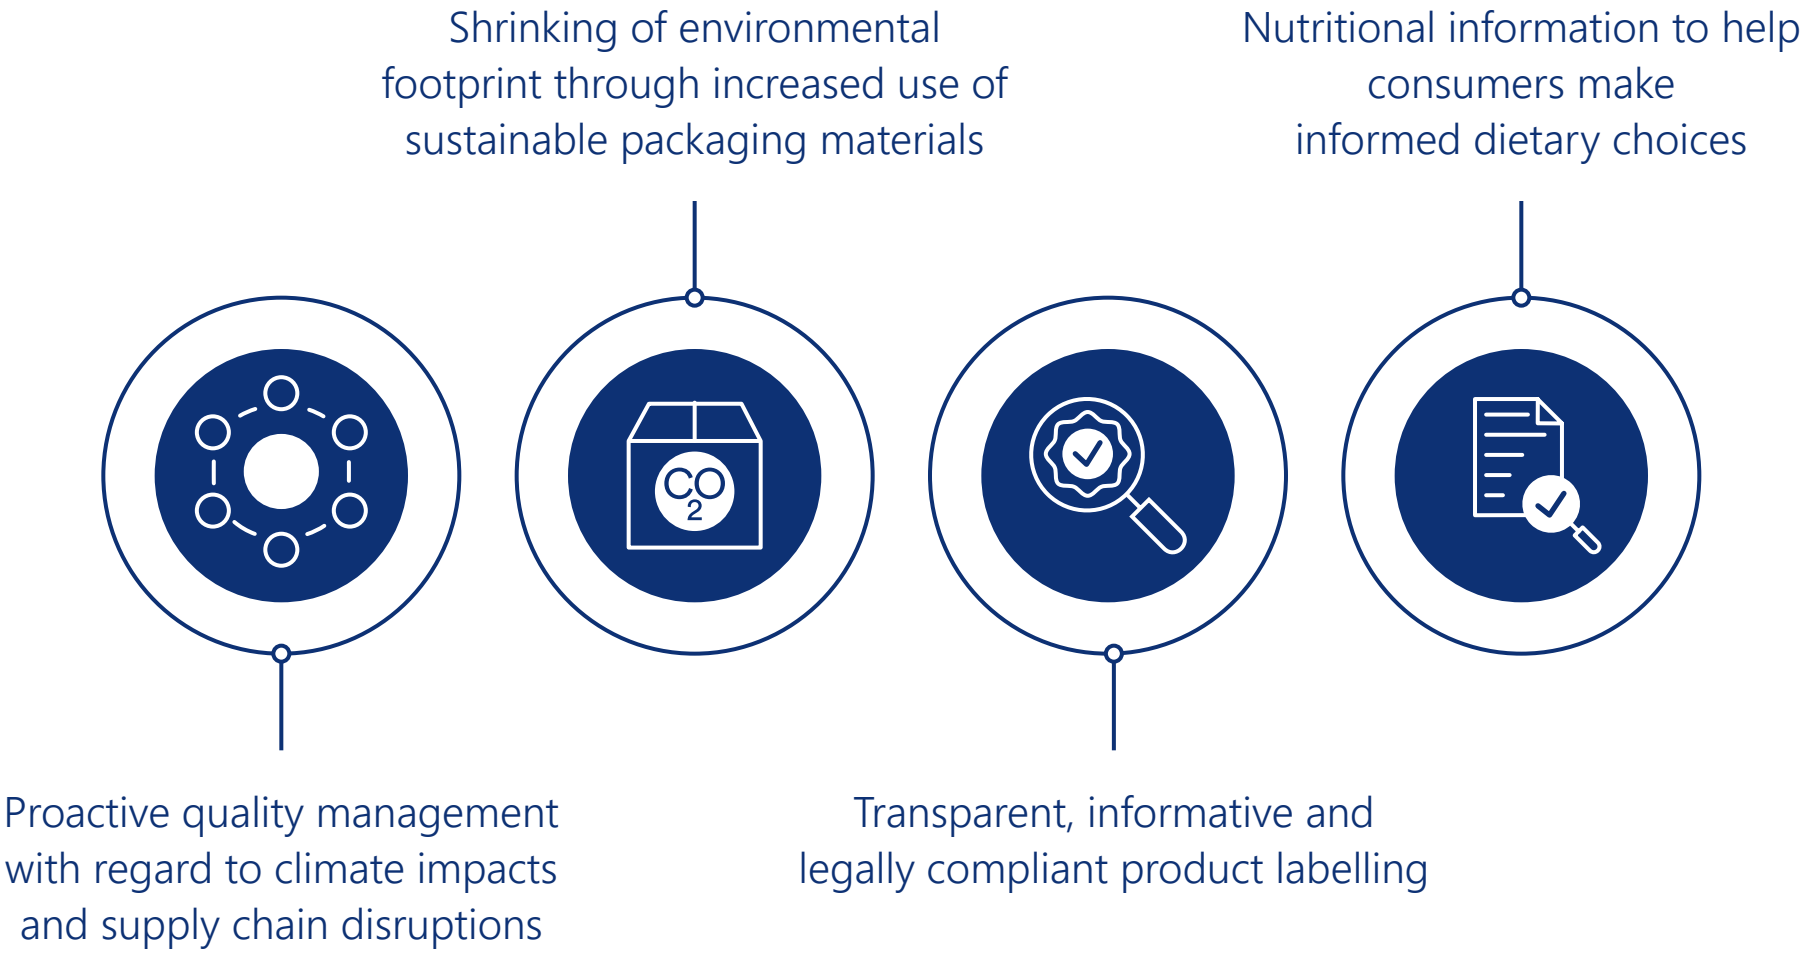 Shrinking of environmental
footprint through increased use of
sustainable packaging materials
Nutritional information to help
consumers make
informed dietary choices
CO
2
Proactive quality management
with regard to climate impacts
and supply chain disruptions
Transparent, informative and
legally compliant product labelling